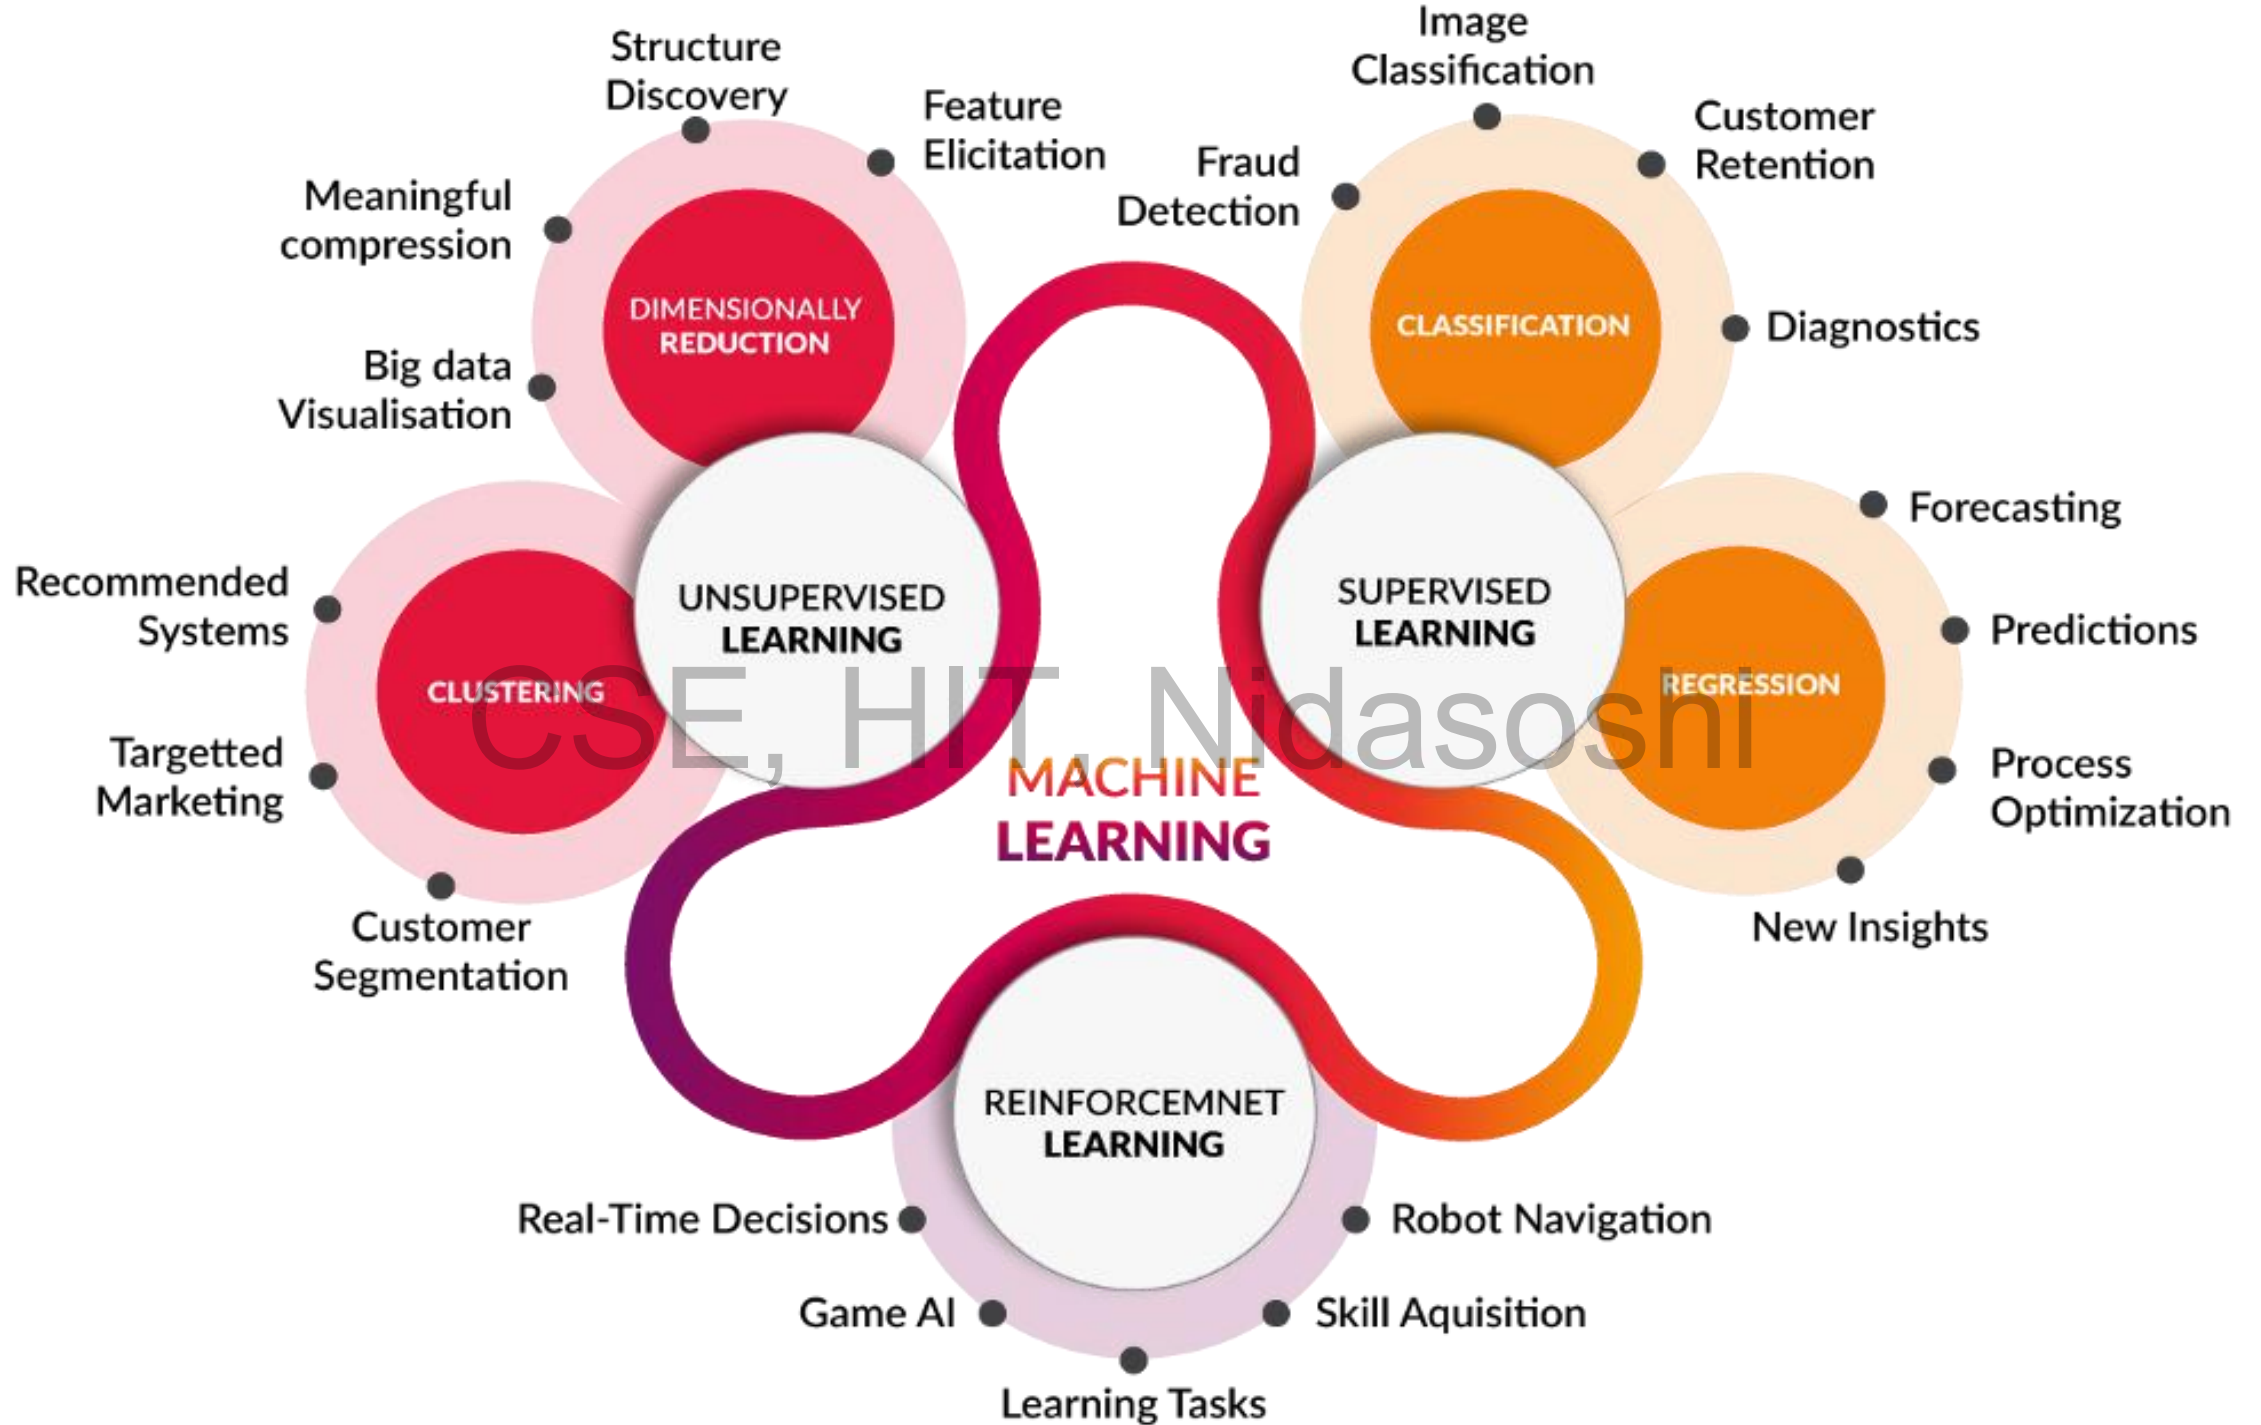 Structure
Discovery
Feature
Elicitation
Meaningful
compression
Big data
Visualisation
DIMENSIONALLY
REDUCTION
Recommended
Systems
Targetted
Marketing
Customer
Segmentation
CLUSTERING
UNSUPERVISED
LEARNING
Image
Classification
Fraud
Detection
Customer
Retention
Diagnostics
CLASSIFICATION
SUPERVISED
LEARNING
Forecasting
Predictions
Process
Optimization
New Insights
REGRESSION
CSE, HIT, Nidasoshi
MACHINE
LEARNING
REINFORCEMNET
LEARNING
Real-Time Decisions
Game AI
Learning Tasks
Skill Aquisition
Robot Navigation